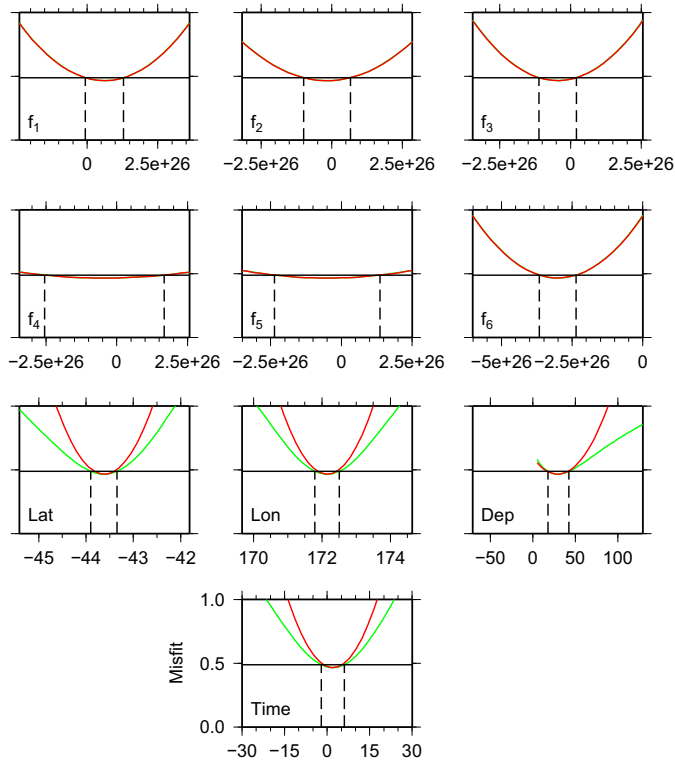 f1
f2
f3
0 2.5e+26
−2.5e+26 0 2.5e+26
−2.5e+26 0 2.5e+26
f4
f5
f6
−2.5e+26 0 2.5e+26
−2.5e+26 0 2.5e+26
−5e+26 −2.5e+26 0
Lat
Lon
Dep
−45 −44 −43 −42
170 172 174
−50 0 50 100
Misfit
1.0
0.5
0.0
Time
−30 −15 0 15 30